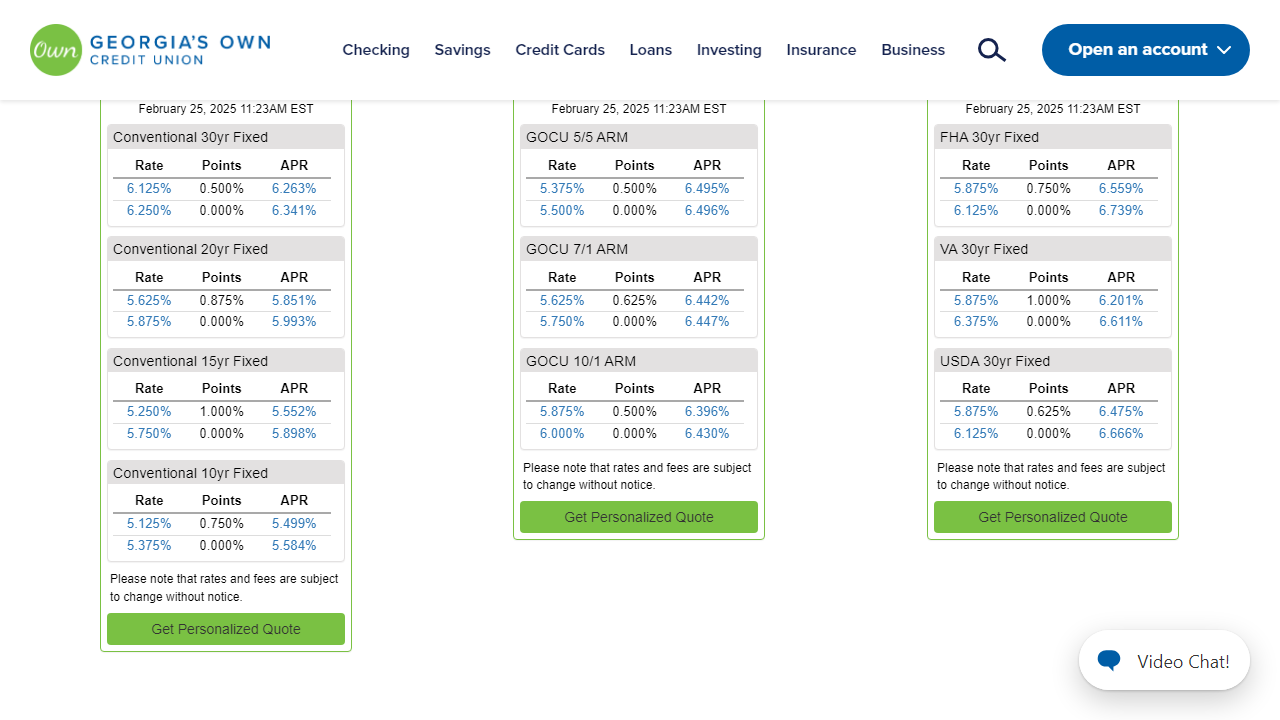 Own
GEORGIA'S OWN
CREDIT UNION
Checking
Savings
Credit Cards
Loans
Investing
Insurance
Business
Open an account
February 25, 2025 11:23AM EST
Conventional 30yr Fixed
Rate Points APR
6.125% 0.500% 6.263%
6.250% 0.000% 6.341%
Conventional 20yr Fixed
Rate Points APR
5.625% 0.875% 5.851%
5.875% 0.000% 5.993%
Conventional 15yr Fixed
Rate Points APR
5.250% 1.000% 5.552%
5.750% 0.000% 5.898%
Conventional 10yr Fixed
Rate Points APR
5.125% 0.750% 5.499%
5.375% 0.000% 5.584%
Please note that rates and fees are subject
to change without notice.
Get Personalized Quote
February 25, 2025 11:23AM EST
GOCU 5/5 ARM
Rate Points APR
5.375% 0.500% 6.495%
5.500% 0.000% 6.496%
GOCU 7/1 ARM
Rate Points APR
5.625% 0.625% 6.442%
5.750% 0.000% 6.447%
GOCU 10/1 ARM
Rate Points APR
5.875% 0.500% 6.396%
6.000% 0.000% 6.430%
Please note that rates and fees are subject
to change without notice.
Get Personalized Quote
February 25, 2025 11:23AM EST
FHA 30yr Fixed
Rate Points APR
5.875% 0.750% 6.559%
6.125% 0.000% 6.739%
VA 30yr Fixed
Rate Points APR
5.875% 1.000% 6.201%
6.375% 0.000% 6.611%
USDA 30yr Fixed
Rate Points APR
5.875% 0.625% 6.475%
6.125% 0.000% 6.666%
Please note that rates and fees are subject
to change without notice.
Get Personalized Quote
Video Chat!